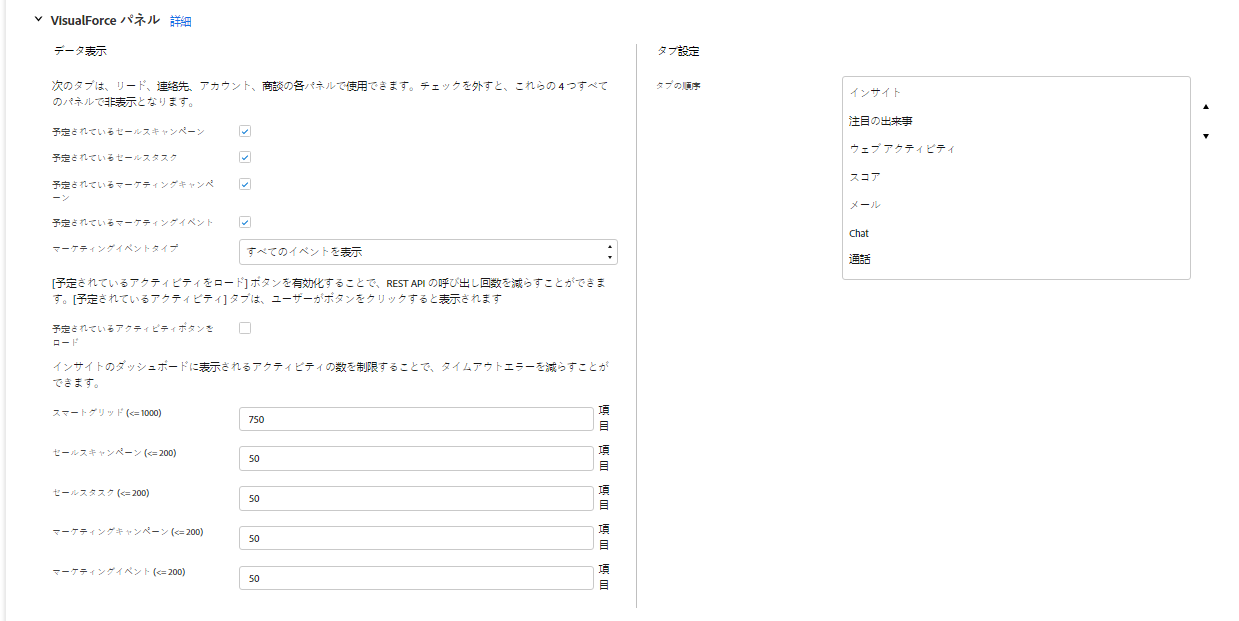 VisualForce パネル 詳細
データ表示
次のタブは、リード、連絡先、アカウント、商談の各パネルで使用できます。チェックを外すと、これらの 4 つすべて
のパネルで非表示となります。
予定されているセールスキャンペーン
予定されているセールスタスク
予定されているマーケティングキャンペ
ーン
予定されているマーケティングイベント
マーケティングイベントタイプ
すべてのイベントを表示
[予定されているアクティビティをロード] ボタンを有効化することで、REST API の呼び出し回数を減らすことができま
す。[予定されているアクティビティ] タブは、ユーザーがボタンをクリックすると表示されます
予定されているアクティビティボタンを
ロード
インサイトのダッシュボードに表示されるアクティビティの数を制限することで、タイムアウトエラーを減らすことが
できます。
スマートグリッド (<= 1000)
750
項
目
セールスキャンペーン (<= 200)
50
項
目
セールスタスク (<= 200)
50
項
目
マーケティングキャンペーン (<= 200)
50
項
目
マーケティングイベント (<= 200)
50
項
目
タブ設定
タブの順序
インサイト
注目の出来事
ウェブ アクティビティ
スコア
メール
Chat
通話